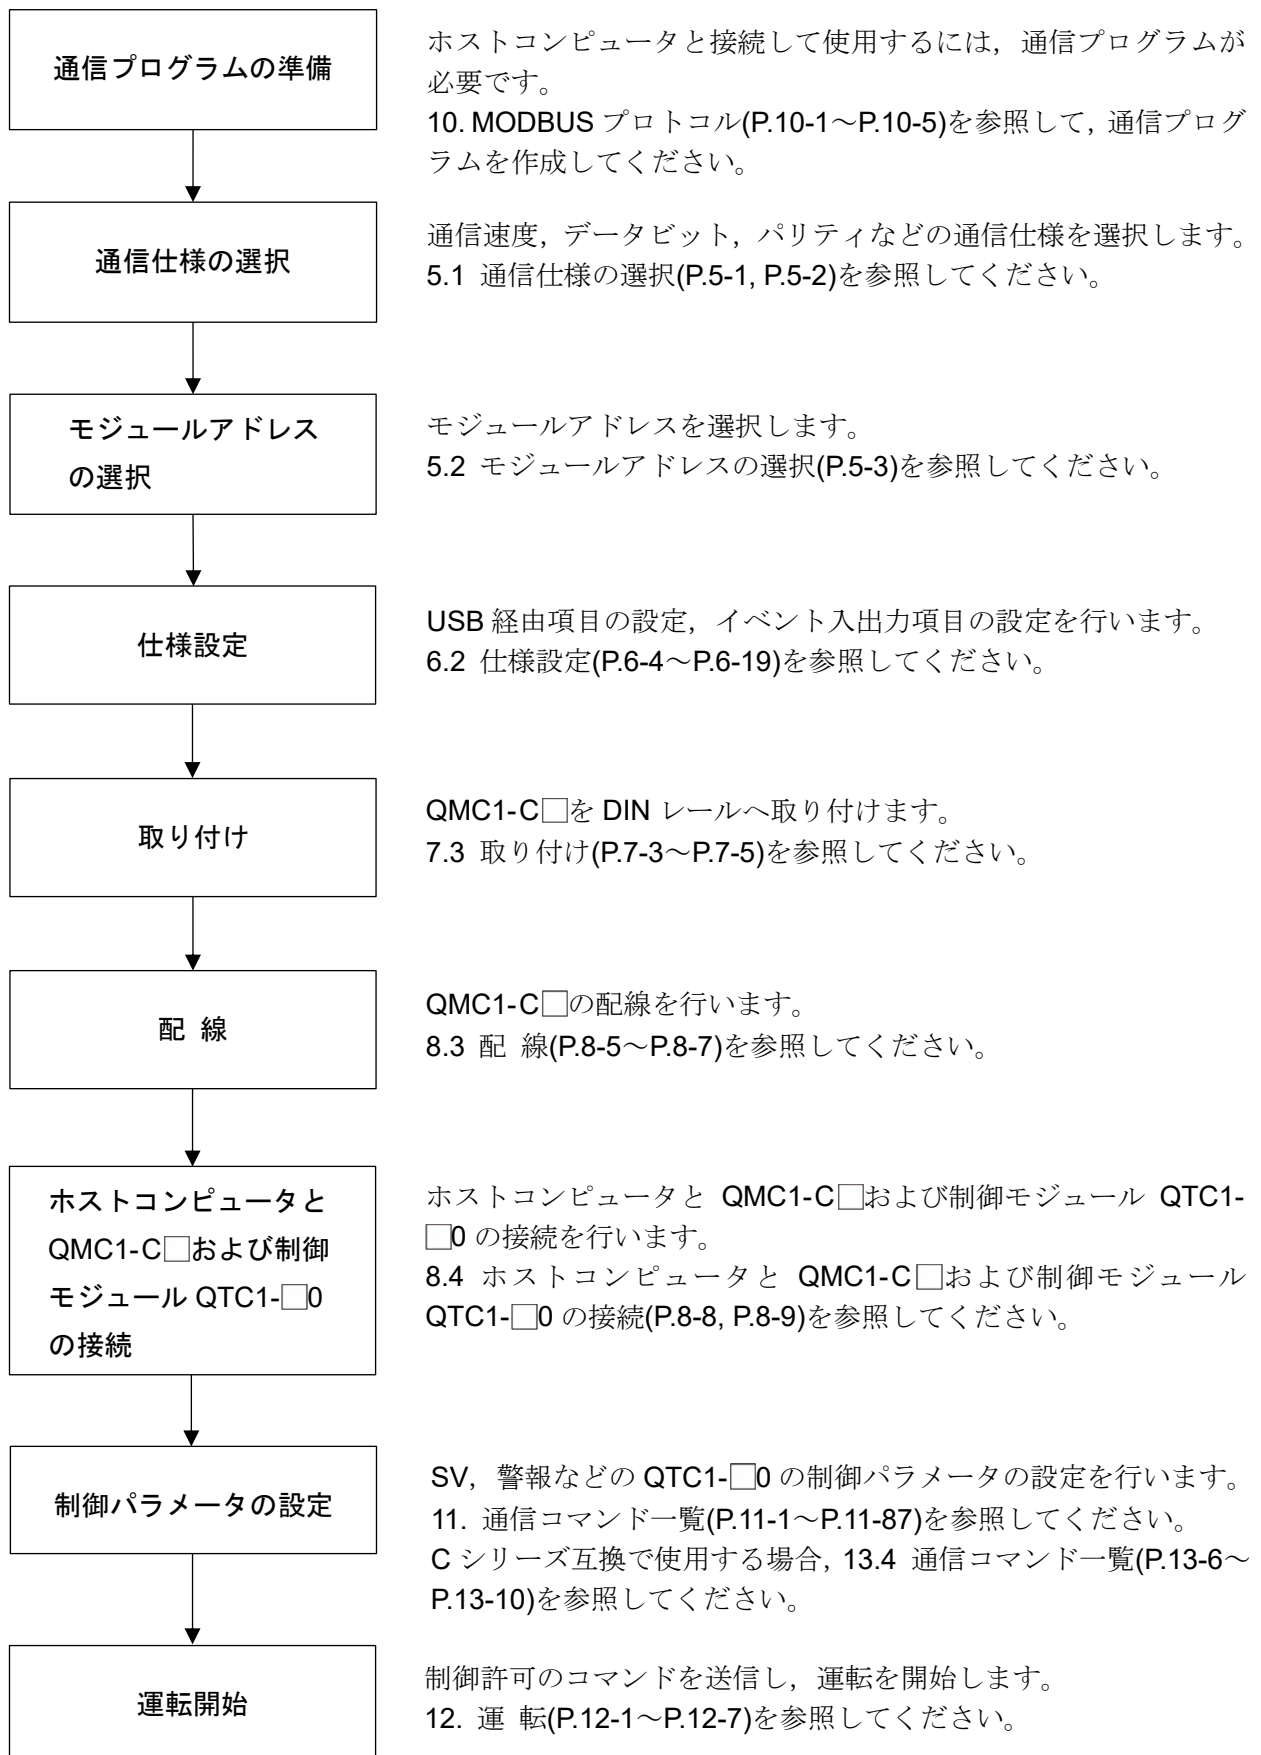 通信プログラムの準備
ホストコンピュータと接続して使用するには，通信プログラムが
必要です。
10. MODBUS プロトコル(P.10-1～P.10-5)を参照して，通信プログ
ラムを作成してください。
通信仕様の選択
通信速度，データビット，パリティなどの通信仕様を選択します。
5.1 通信仕様の選択(P.5-1, P.5-2)を参照してください。
モジュールアドレス
の選択
モジュールアドレスを選択します。
5.2 モジュールアドレスの選択(P.5-3)を参照してください。
仕様設定
USB 経由項目の設定，イベント入出力項目の設定を行います。
6.2 仕様設定(P.6-4～P.6-19)を参照してください。
取り付け
QMC1-C□を DIN レールへ取り付けます。
7.3 取り付け(P.7-3～P.7-5)を参照してください。
配 線
QMC1-C□の配線を行います。
8.3 配 線(P.8-5～P.8-7)を参照してください。
ホストコンピュータと
QMC1-C□および制御
モジュール QTC1-□0
の接続
ホストコンピュータと QMC1-C□および制御モジュール QTC1-
□0 の接続を行います。
8.4 ホストコンピュータと QMC1-C□および制御モジュール
QTC1-□0 の接続(P.8-8, P.8-9)を参照してください。
制御パラメータの設定
SV，警報などの QTC1-□0 の制御パラメータの設定を行います。
11. 通信コマンド一覧(P.11-1～P.11-87)を参照してください。
C シリーズ互換で使用する場合，13.4 通信コマンド一覧(P.13-6～
P.13-10)を参照してください。
運転開始
制御許可のコマンドを送信し，運転を開始します。
12. 運 転(P.12-1～P.12-7)を参照してください。